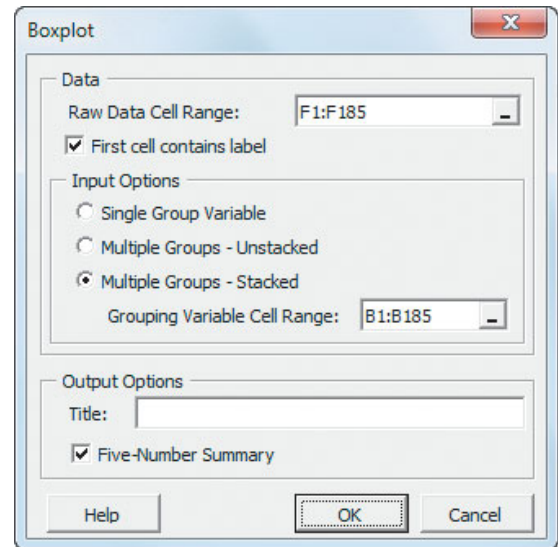 Boxplot
Data
Raw Data Cell Range: F1:F185
First cell contains label
Input Options
Single Group Variable
Multiple Groups - Unstacked
Multiple Groups - Stacked
Grouping Variable Cell Range: B1:B185
Output Options
Title:
Five-Number Summary
Help OK Cancel